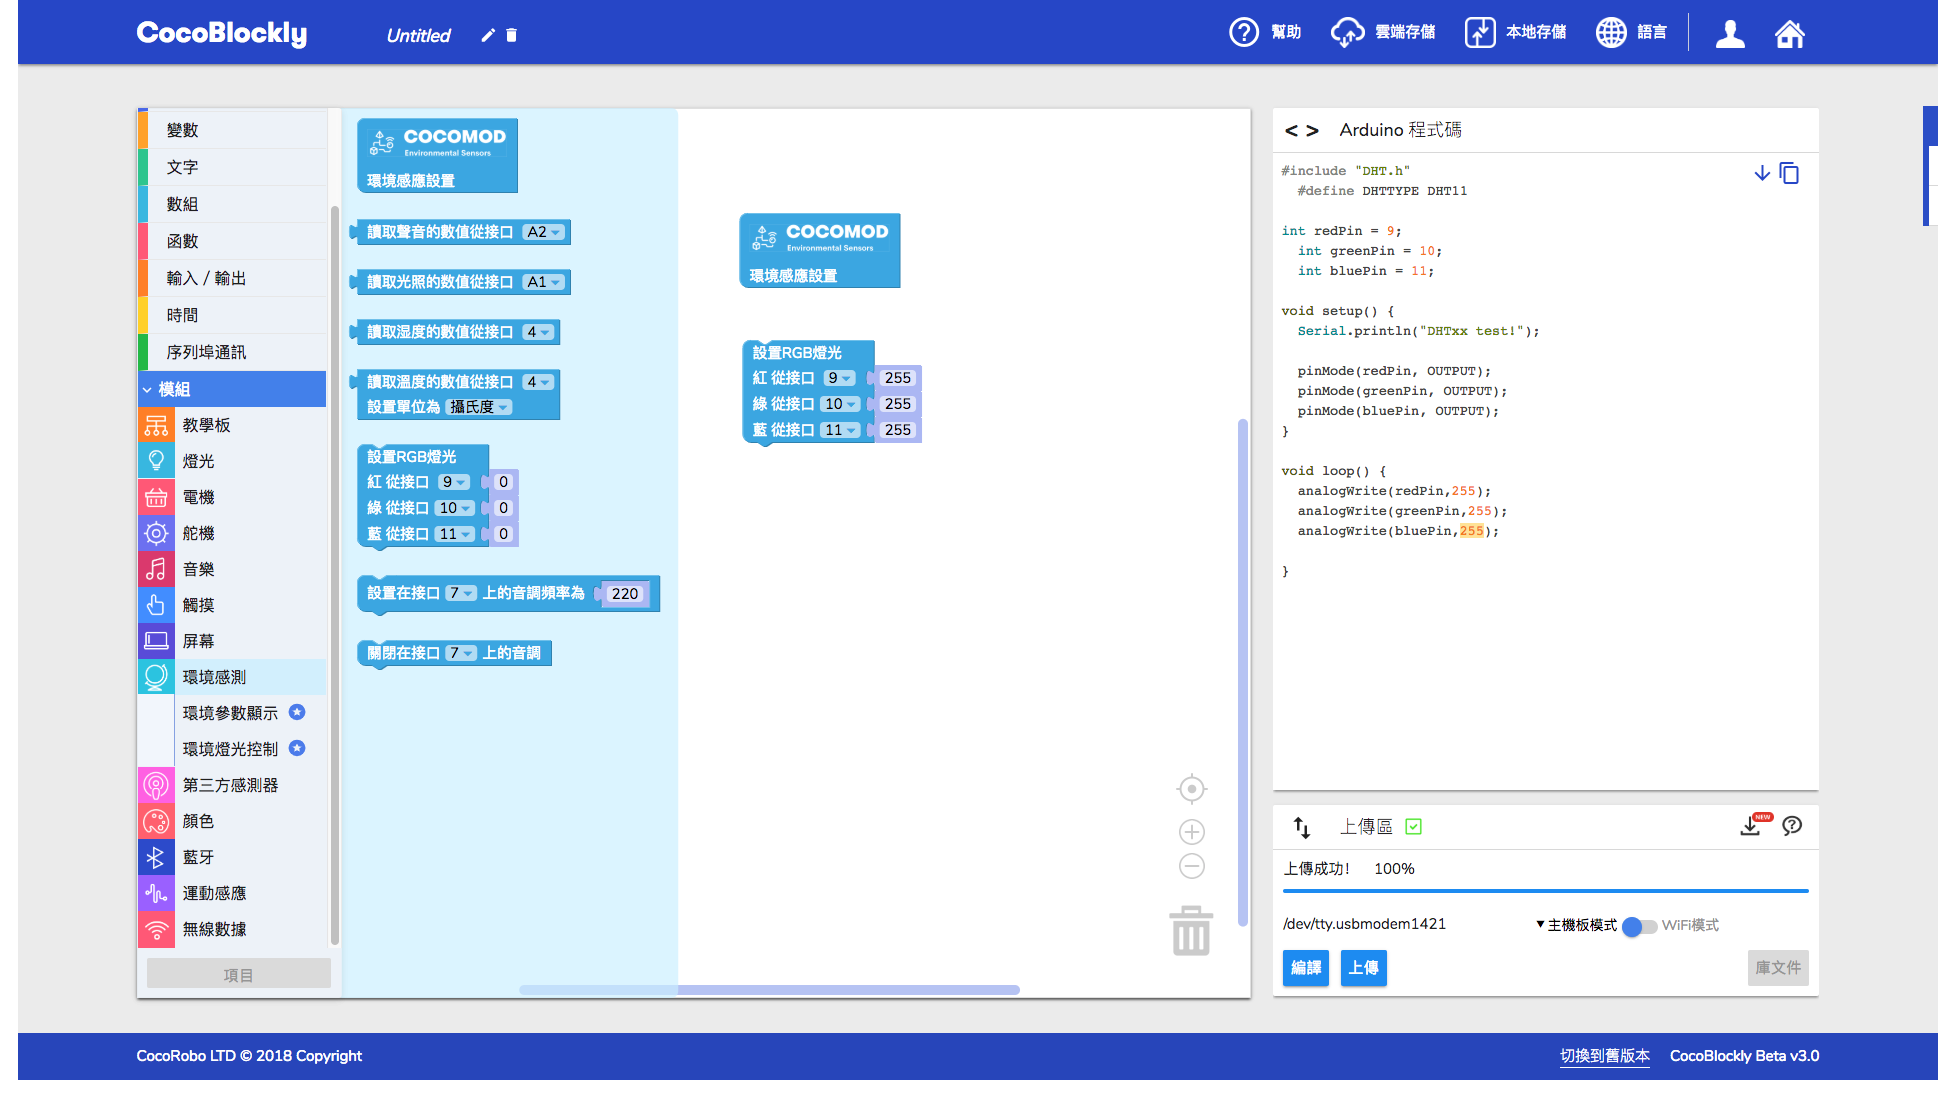 CocoBlockly
Untitled
幫助
雲端存儲
本地存儲
語言
變數
文字
數組
函數
輸入 / 輸出
時間
序列埠通訊
模組
教學板
燈光
電機
舵機
音樂
觸摸
屏幕
環境感測
環境參數顯示
環境燈光控制
第三方感測器
顏色
藍牙
運動感應
無線數據
項目
COCOMOD
Environmental Sensors
環境感應設置
讀取聲音的數值從接口 A2
讀取光照的數值從接口 A1
讀取湿度的數值從接口 4
讀取溫度的數值從接口 4
設置單位為 攝氏度
設置RGB燈光
紅 從接口 9 0
綠 從接口 10 0
藍 從接口 11 0
設置在接口 7 上的音調頻率為 220
關閉在接口 7 上的音調
COCOMOD
Environmental Sensors
環境感應設置
設置RGB燈光
紅 從接口 9 255
綠 從接口 10 255
藍 從接口 11 255
< > Arduino 程式碼
#include "DHT.h"
#define DHTTYPE DHT11
int redPin = 9;
int greenPin = 10;
int bluePin = 11;
void setup() {
Serial.println("DHTxx test!");
pinMode(redPin, OUTPUT);
pinMode(greenPin, OUTPUT);
pinMode(bluePin, OUTPUT);
}
void loop() {
analogWrite(redPin,255);
analogWrite(greenPin,255);
analogWrite(bluePin,255);
}
上傳區
NEW
上傳成功! 100%
/dev/tty.usbmodem1421
主機板模式
WiFi模式
編譯
上傳
庫文件
CocoRobo LTD © 2018 Copyright
切換到舊版本
CocoBlockly Beta v3.0